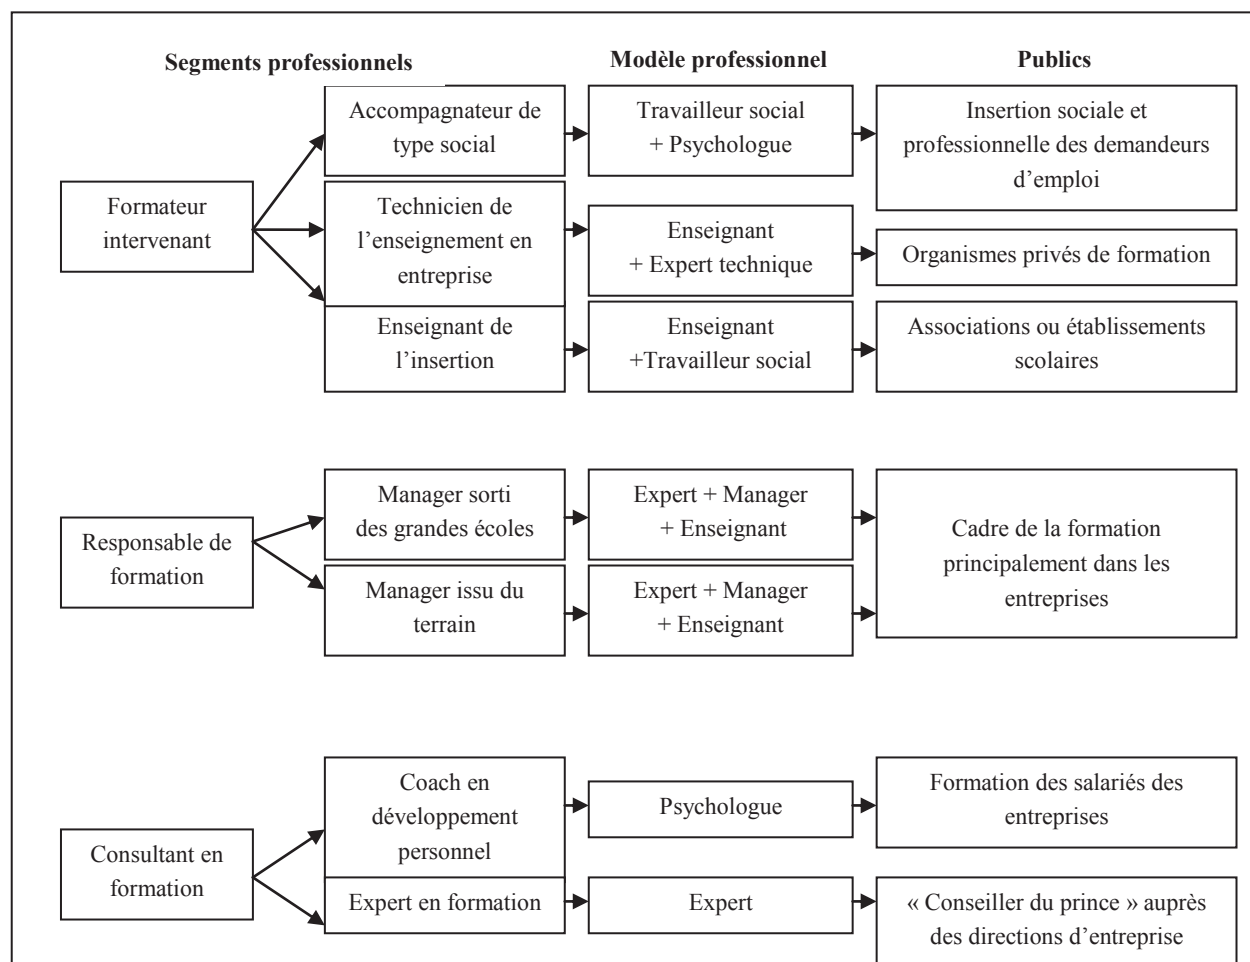 Segments professionnels
Modèle professionnel
Publics
Formateur
intervenant
Accompagnateur de
type social
Travailleur social
+ Psychologue
Insertion sociale et
professionnelle des demandeurs
d’emploi
Technicien de
l’enseignement en
entreprise
Enseignant
+ Expert technique
Organismes privés de formation
Enseignant de
l’insertion
Enseignant
+Travailleur social
Associations ou établissements
scolaires
Responsable de
formation
Manager sorti
des grandes écoles
Expert + Manager
+ Enseignant
Cadre de la formation
principalement dans les
entreprises
Manager issu du
terrain
Expert + Manager
+ Enseignant
Consultant en
formation
Coach en
développement
personnel
Psychologue
Formation des salariés des
entreprises
Expert en formation
Expert
« Conseiller du prince » auprès
des directions d’entreprise